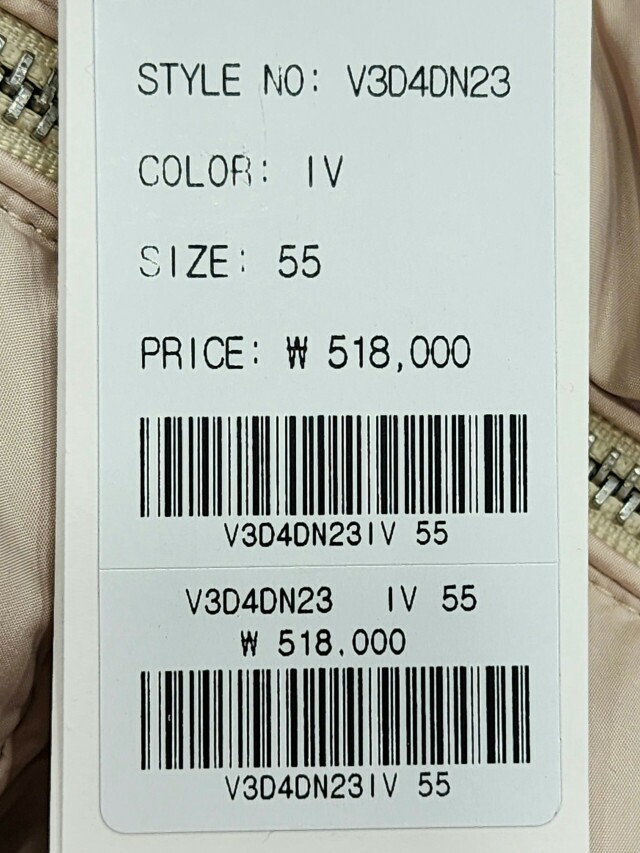 STYLE NO: V3D4DN23
COLOR: IV
SIZE: 55
PRICE: ₩ 518,000
V3D4DN23IV 55
V3D4DN23 IV 55
₩ 518.000
V3D4DN23IV 55